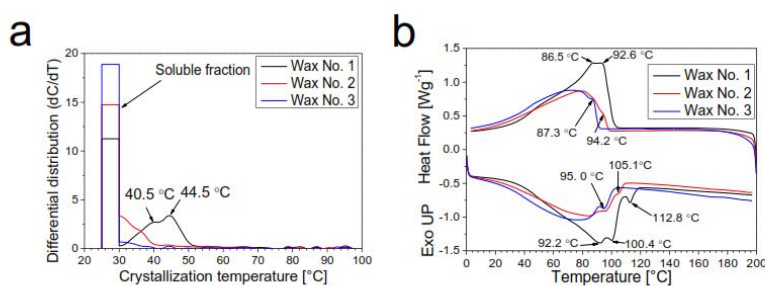 a
20
15
10
5
0
20 30 40 50 60 70 80 90 100
Differential distribution (dC/dT)
Crystallization temperature [°C]
Wax No. 1
Wax No. 2
Wax No. 3
Soluble fraction
40.5 °C
44.5 °C
b
1.5
1.0
0.5
0.0
-0.5
-1.0
-1.5
0 20 40 60 80 100 120 140 160 180 200
Heat Flow [Wg-1]
Exo UP
Temperature [°C]
86.5 °C
92.6 °C
Wax No. 1
Wax No. 2
Wax No. 3
87.3 °C
94.2 °C
105.1°C
95. 0 °C
112.8 °C
92.2 °C
100.4 °C